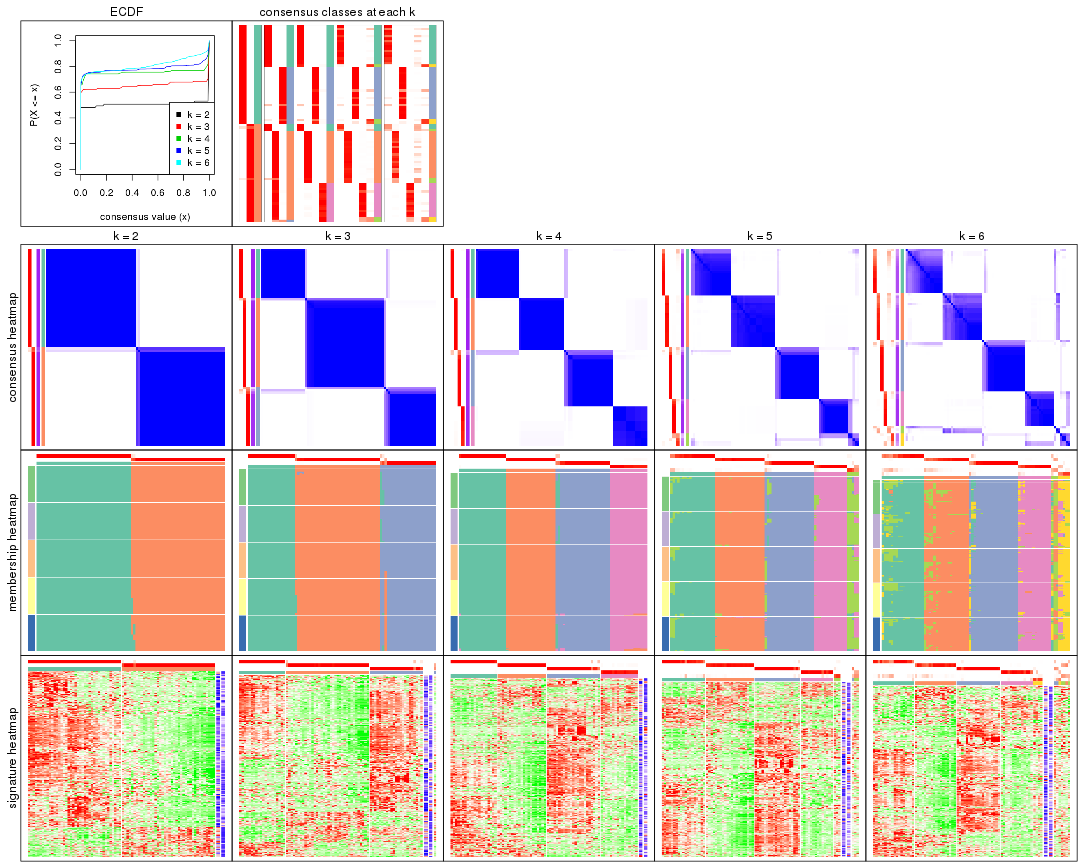 ECDF
consensus classes at each k
P(X <= x)
0.0 0.2 0.4 0.6 0.8 1.0
k = 2
k = 3
k = 4
k = 5
k = 6
0.0 0.2 0.4 0.6 0.8 1.0
consensus value (x)
k = 2 k = 3 k = 4 k = 5 k = 6
consensus heatmap
membership heatmap
signature heatmap